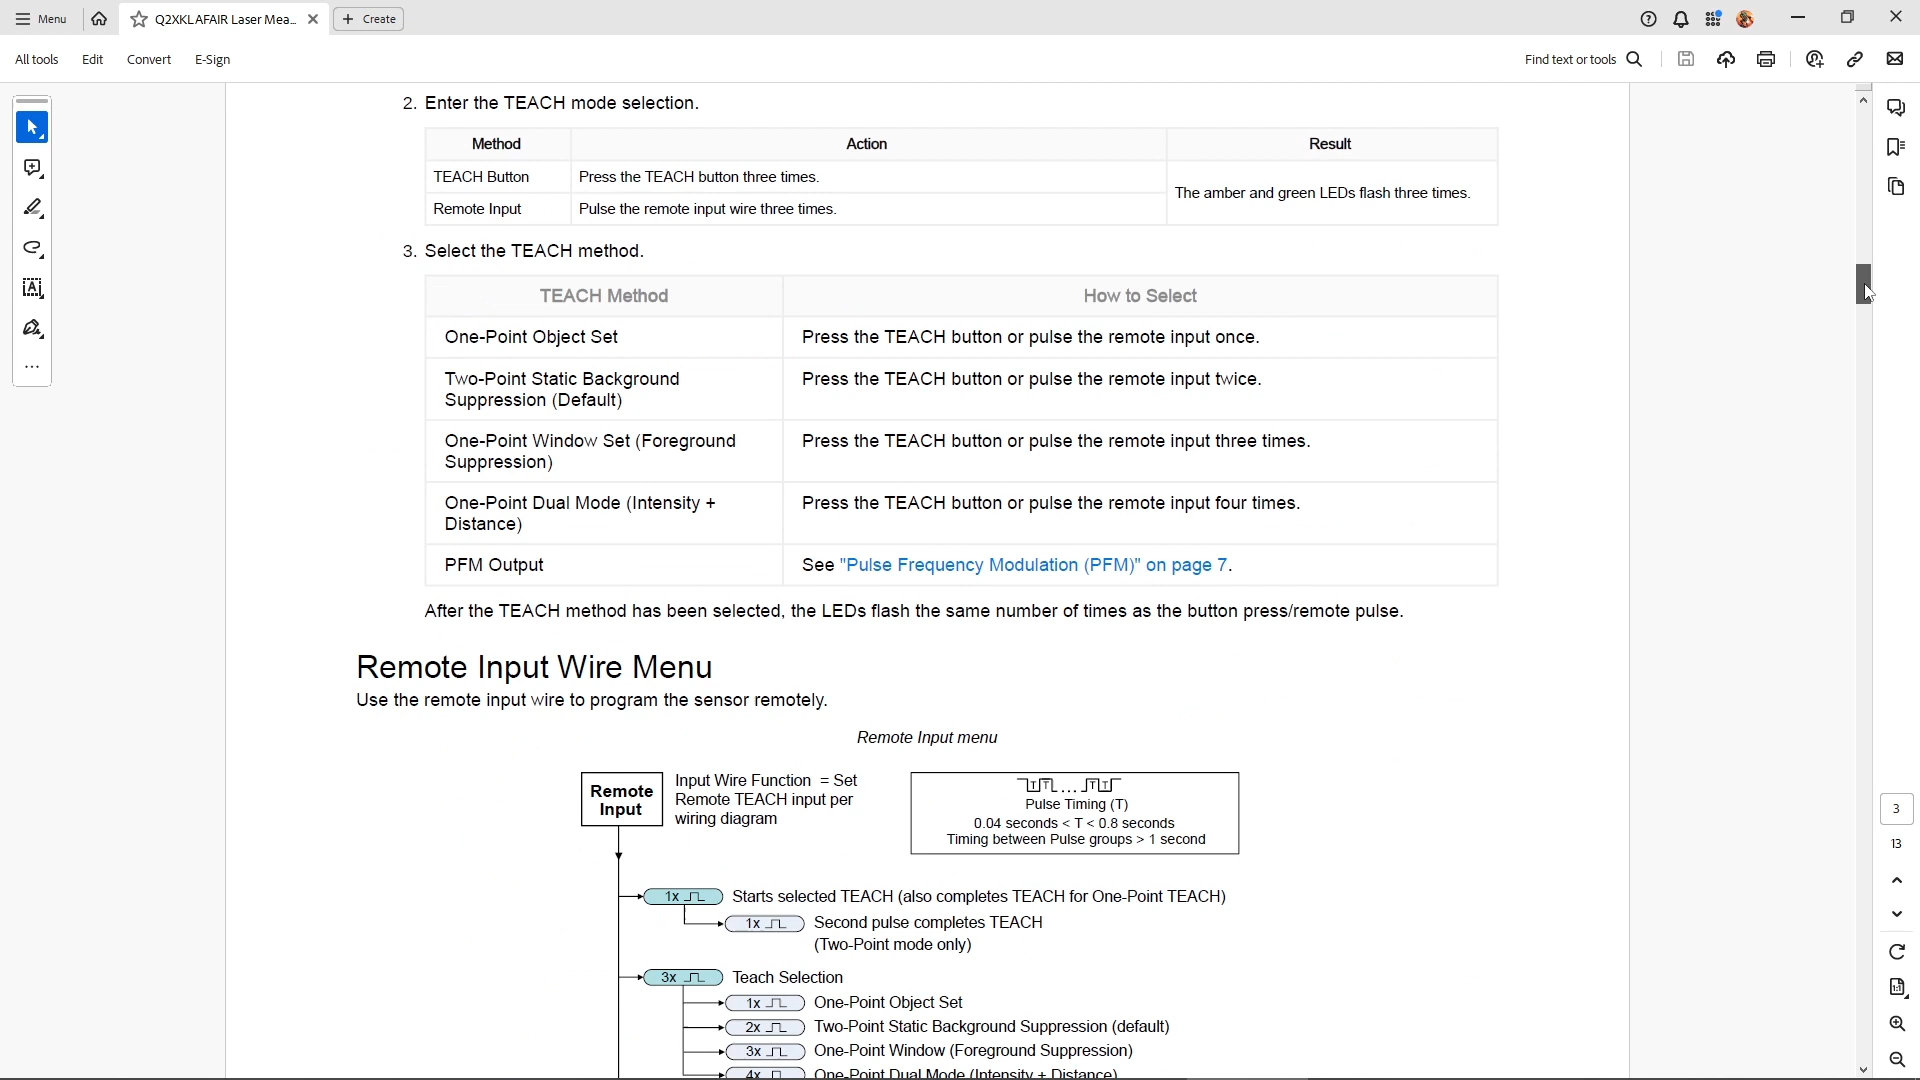 Menu
Q2XKLAFAIR Laser Mea...
Create
All tools
Edit
Convert
E-Sign
Find text or tools
2. Enter the TEACH mode selection.
Method
Action
Result
TEACH Button
Press the TEACH button three times.
The amber and green LEDs flash three times.
Remote Input
Pulse the remote input wire three times.
3. Select the TEACH method.
TEACH Method
How to Select
One-Point Object Set
Press the TEACH button or pulse the remote input once.
Two-Point Static Background
Suppression (Default)
Press the TEACH button or pulse the remote input twice.
One-Point Window Set (Foreground
Suppression)
Press the TEACH button or pulse the remote input three times.
One-Point Dual Mode (Intensity +
Distance)
Press the TEACH button or pulse the remote input four times.
PFM Output
See "Pulse Frequency Modulation (PFM)" on page 7.
After the TEACH method has been selected, the LEDs flash the same number of times as the button press/remote pulse.
Remote Input Wire Menu
Use the remote input wire to program the sensor remotely.
Remote Input menu
Remote
Input
Input Wire Function = Set
Remote TEACH input per
wiring diagram
T T ... T T
Pulse Timing (T)
0.04 seconds < T < 0.8 seconds
Timing between Pulse groups > 1 second
1x
Starts selected TEACH (also completes TEACH for One-Point TEACH)
1x
Second pulse completes TEACH
(Two-Point mode only)
3x
Teach Selection
1x
One-Point Object Set
2x
Two-Point Static Background Suppression (default)
3x
One-Point Window (Foreground Suppression)
4x
One-Point Dual Mode (Intensity + Distance)
3
13